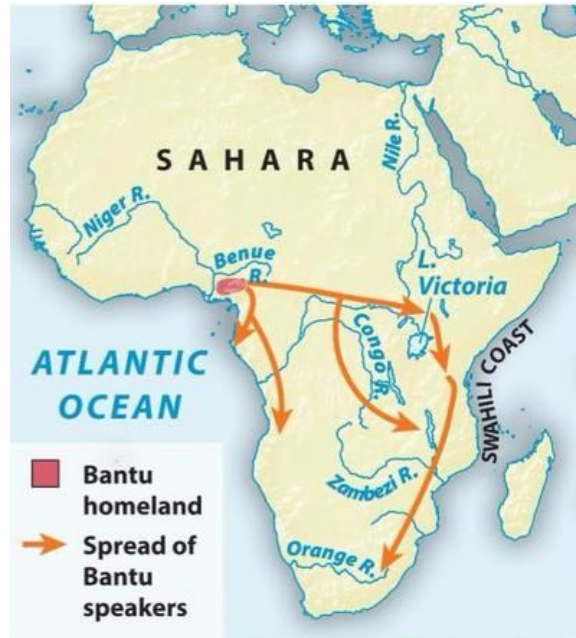 SAHARA
Nile R.
Niger R.
Benue
R.
L.
Victoria
Congo R.
SWAHILI COAST
ATLANTIC
OCEAN
Zambezi R.
Orange R.
Bantu
homeland
Spread of
Bantu
speakers